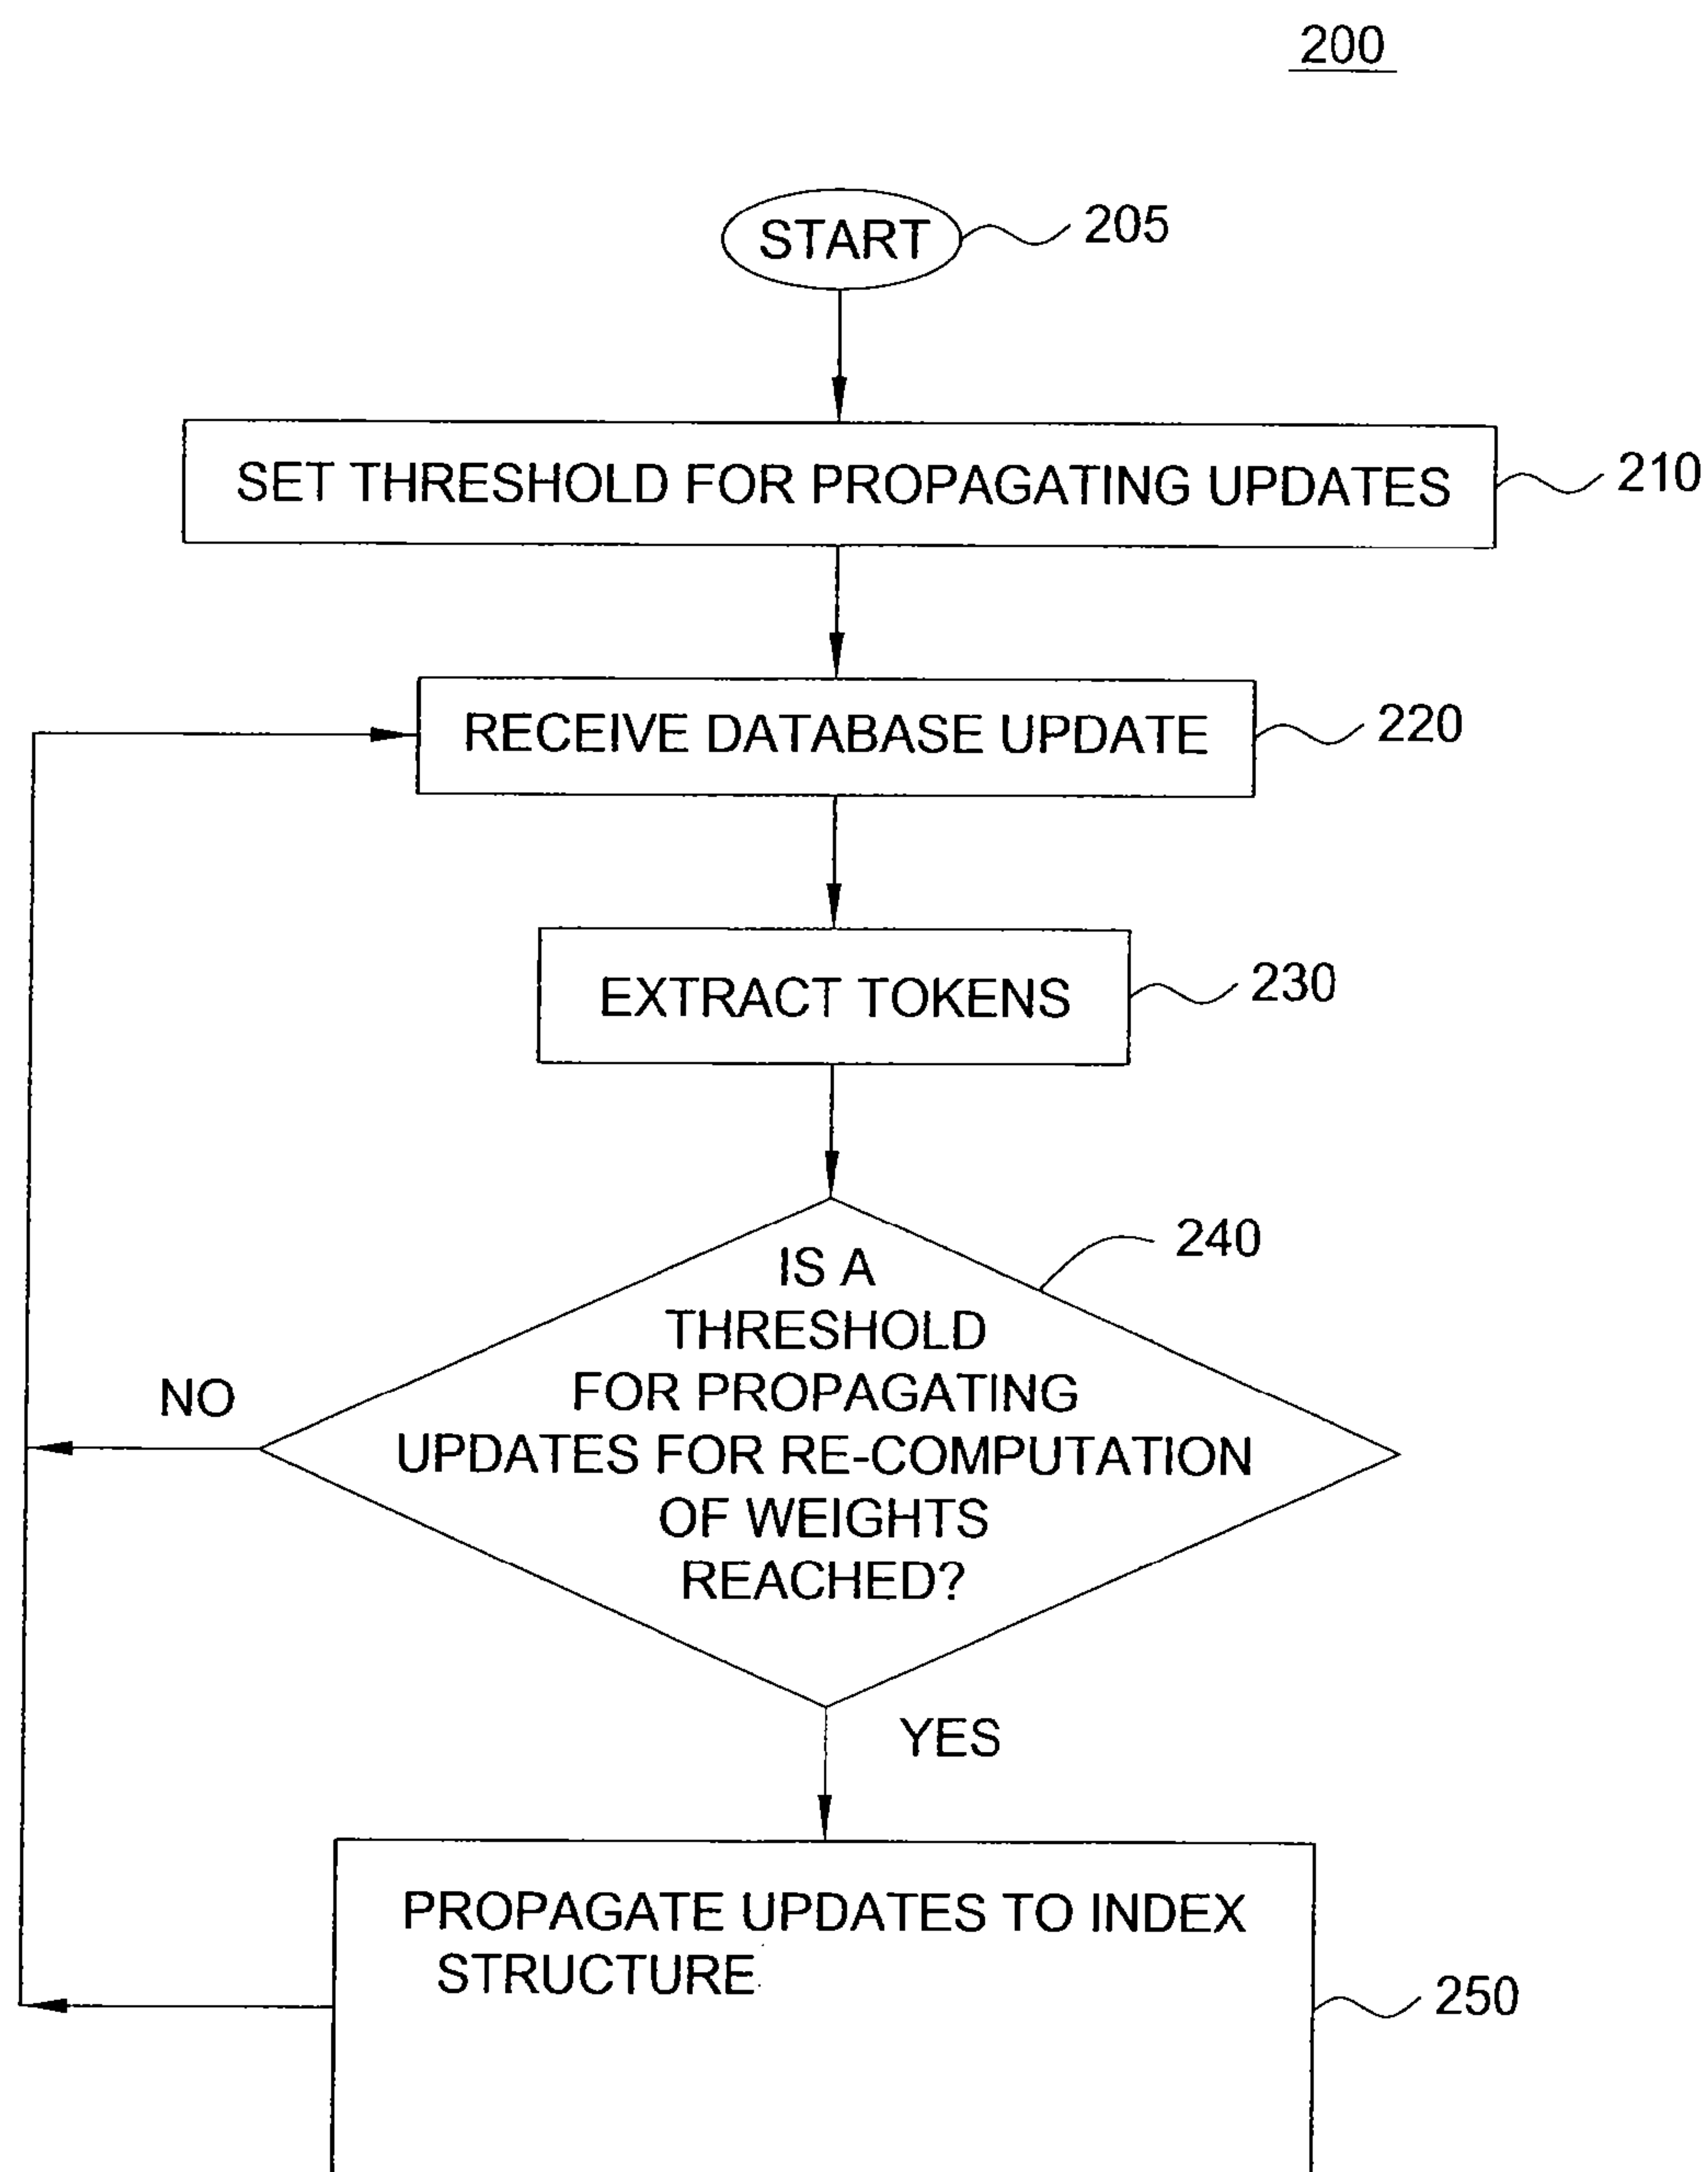 200
START
205
SET THRESHOLD FOR PROPAGATING UPDATES
210
RECEIVE DATABASE UPDATE
220
EXTRACT TOKENS
230
IS A
THRESHOLD
FOR PROPAGATING
UPDATES FOR RE-COMPUTATION
OF WEIGHTS
REACHED?
240
NO
YES
PROPAGATE UPDATES TO INDEX
STRUCTURE
250